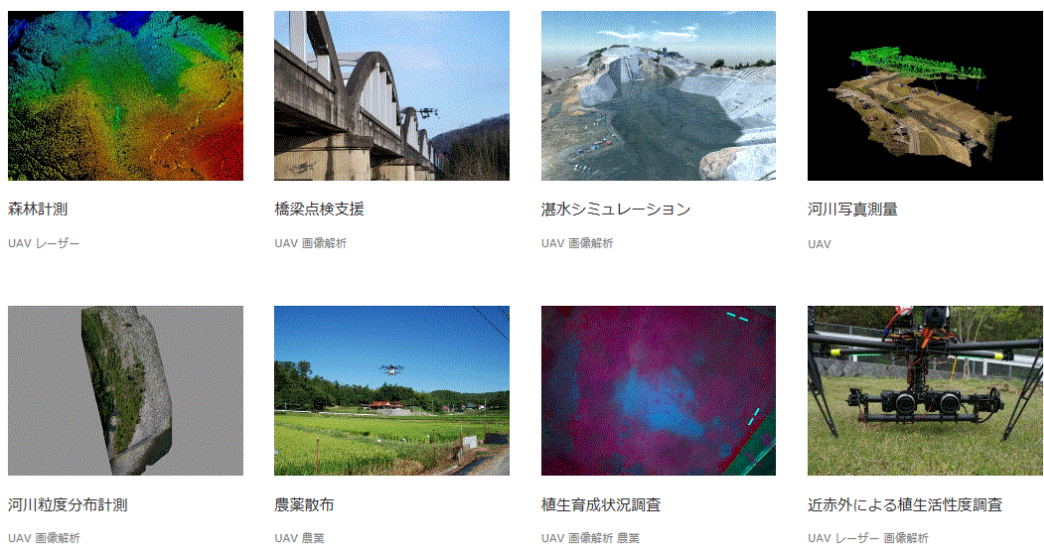 森林計測
UAV レーザー
橋梁点検支援
UAV 画像解析
湛水シミュレーション
UAV 画像解析
河川写真測量
UAV
河川粒度分布計測
UAV 画像解析
農薬散布
UAV 農業
植生育成状況調査
UAV 画像解析 農業
近赤外による植生活性度調査
UAV レーザー 画像解析